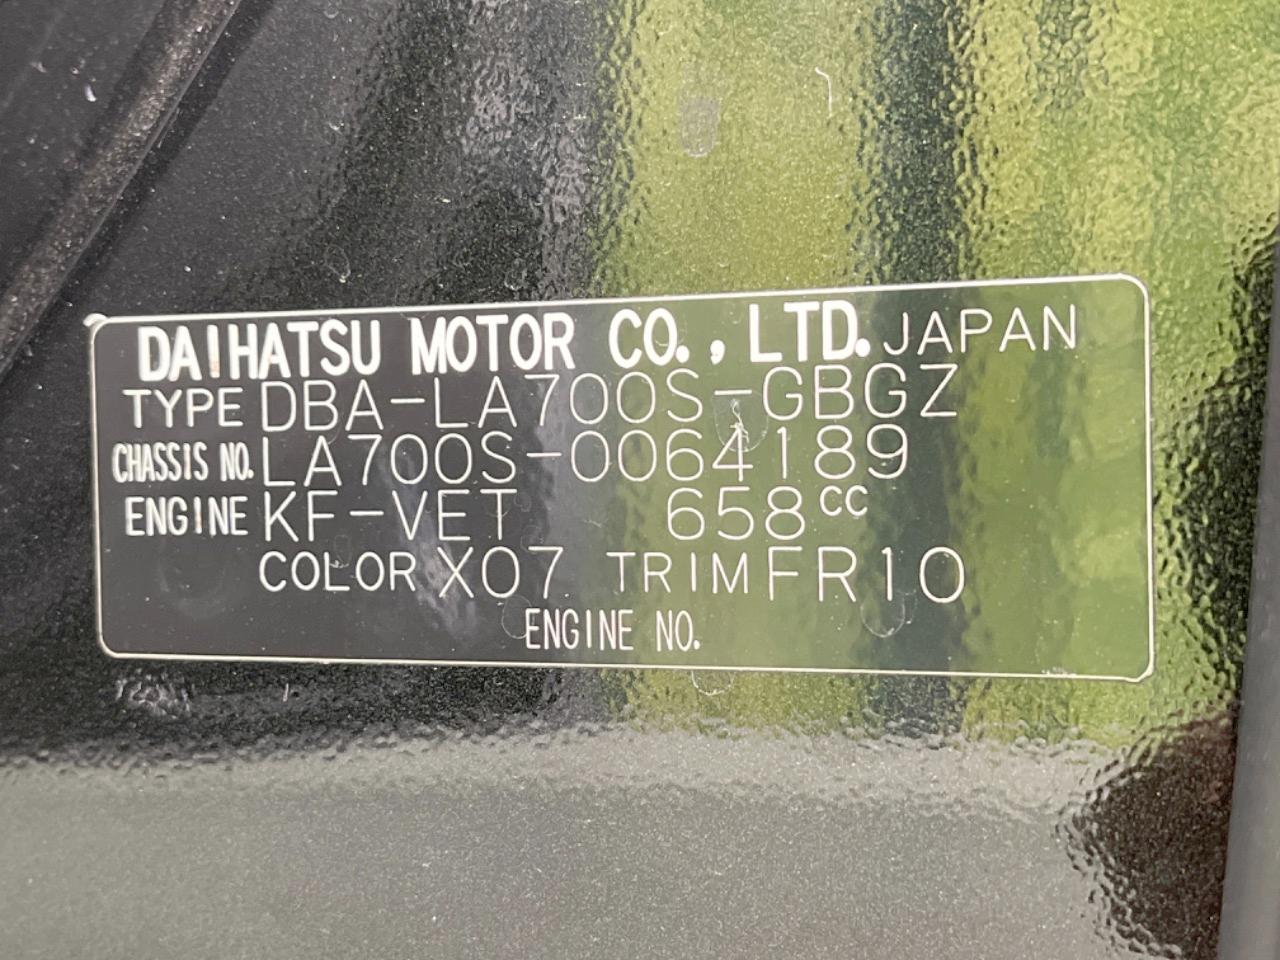 DAIHATSU MOTOR CO., LTD. JAPAN
TYPE DBA-LA700S-GBGZ
CHASSIS NO. LA700S-0064189
ENGINE KF-VET 658cc
COLOR X07 TRIM FR10
ENGINE NO.